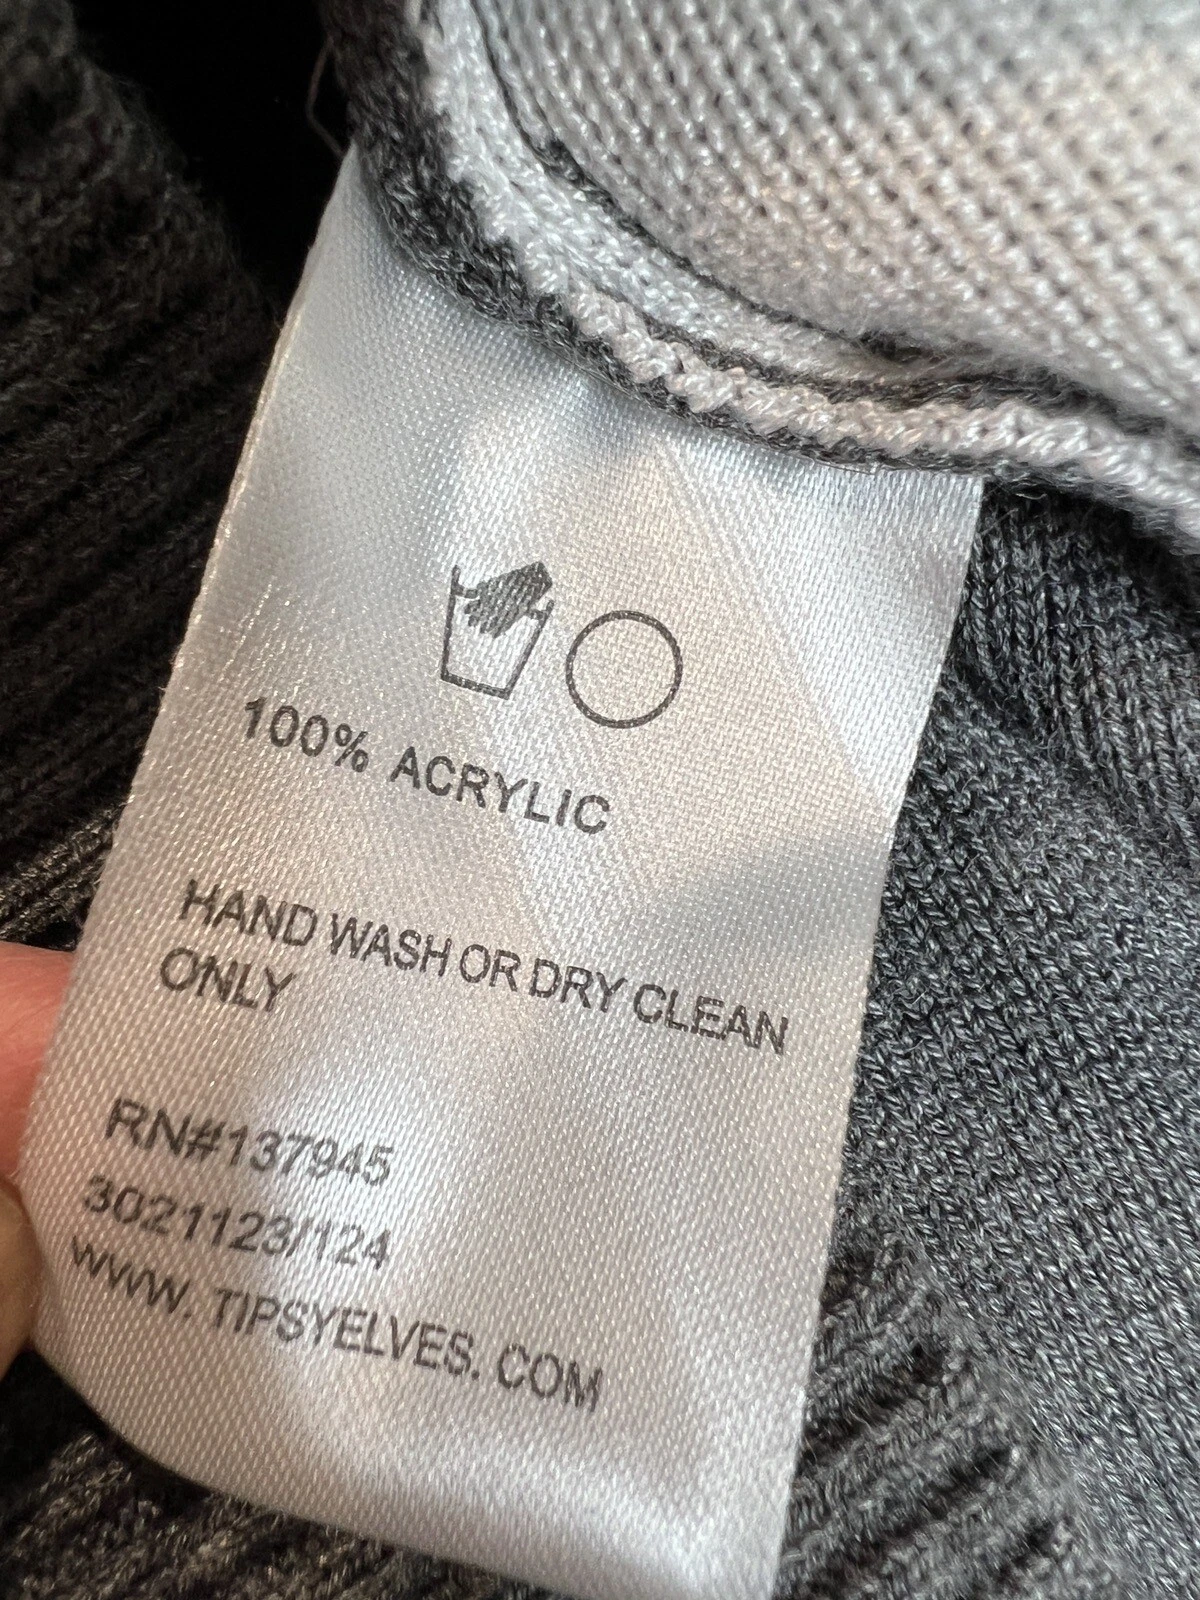 100% ACRYLIC
HAND WASH OR DRY CLEAN
ONLY
RN#137945
3021123/124
WWW. TIPSYELVES. COM